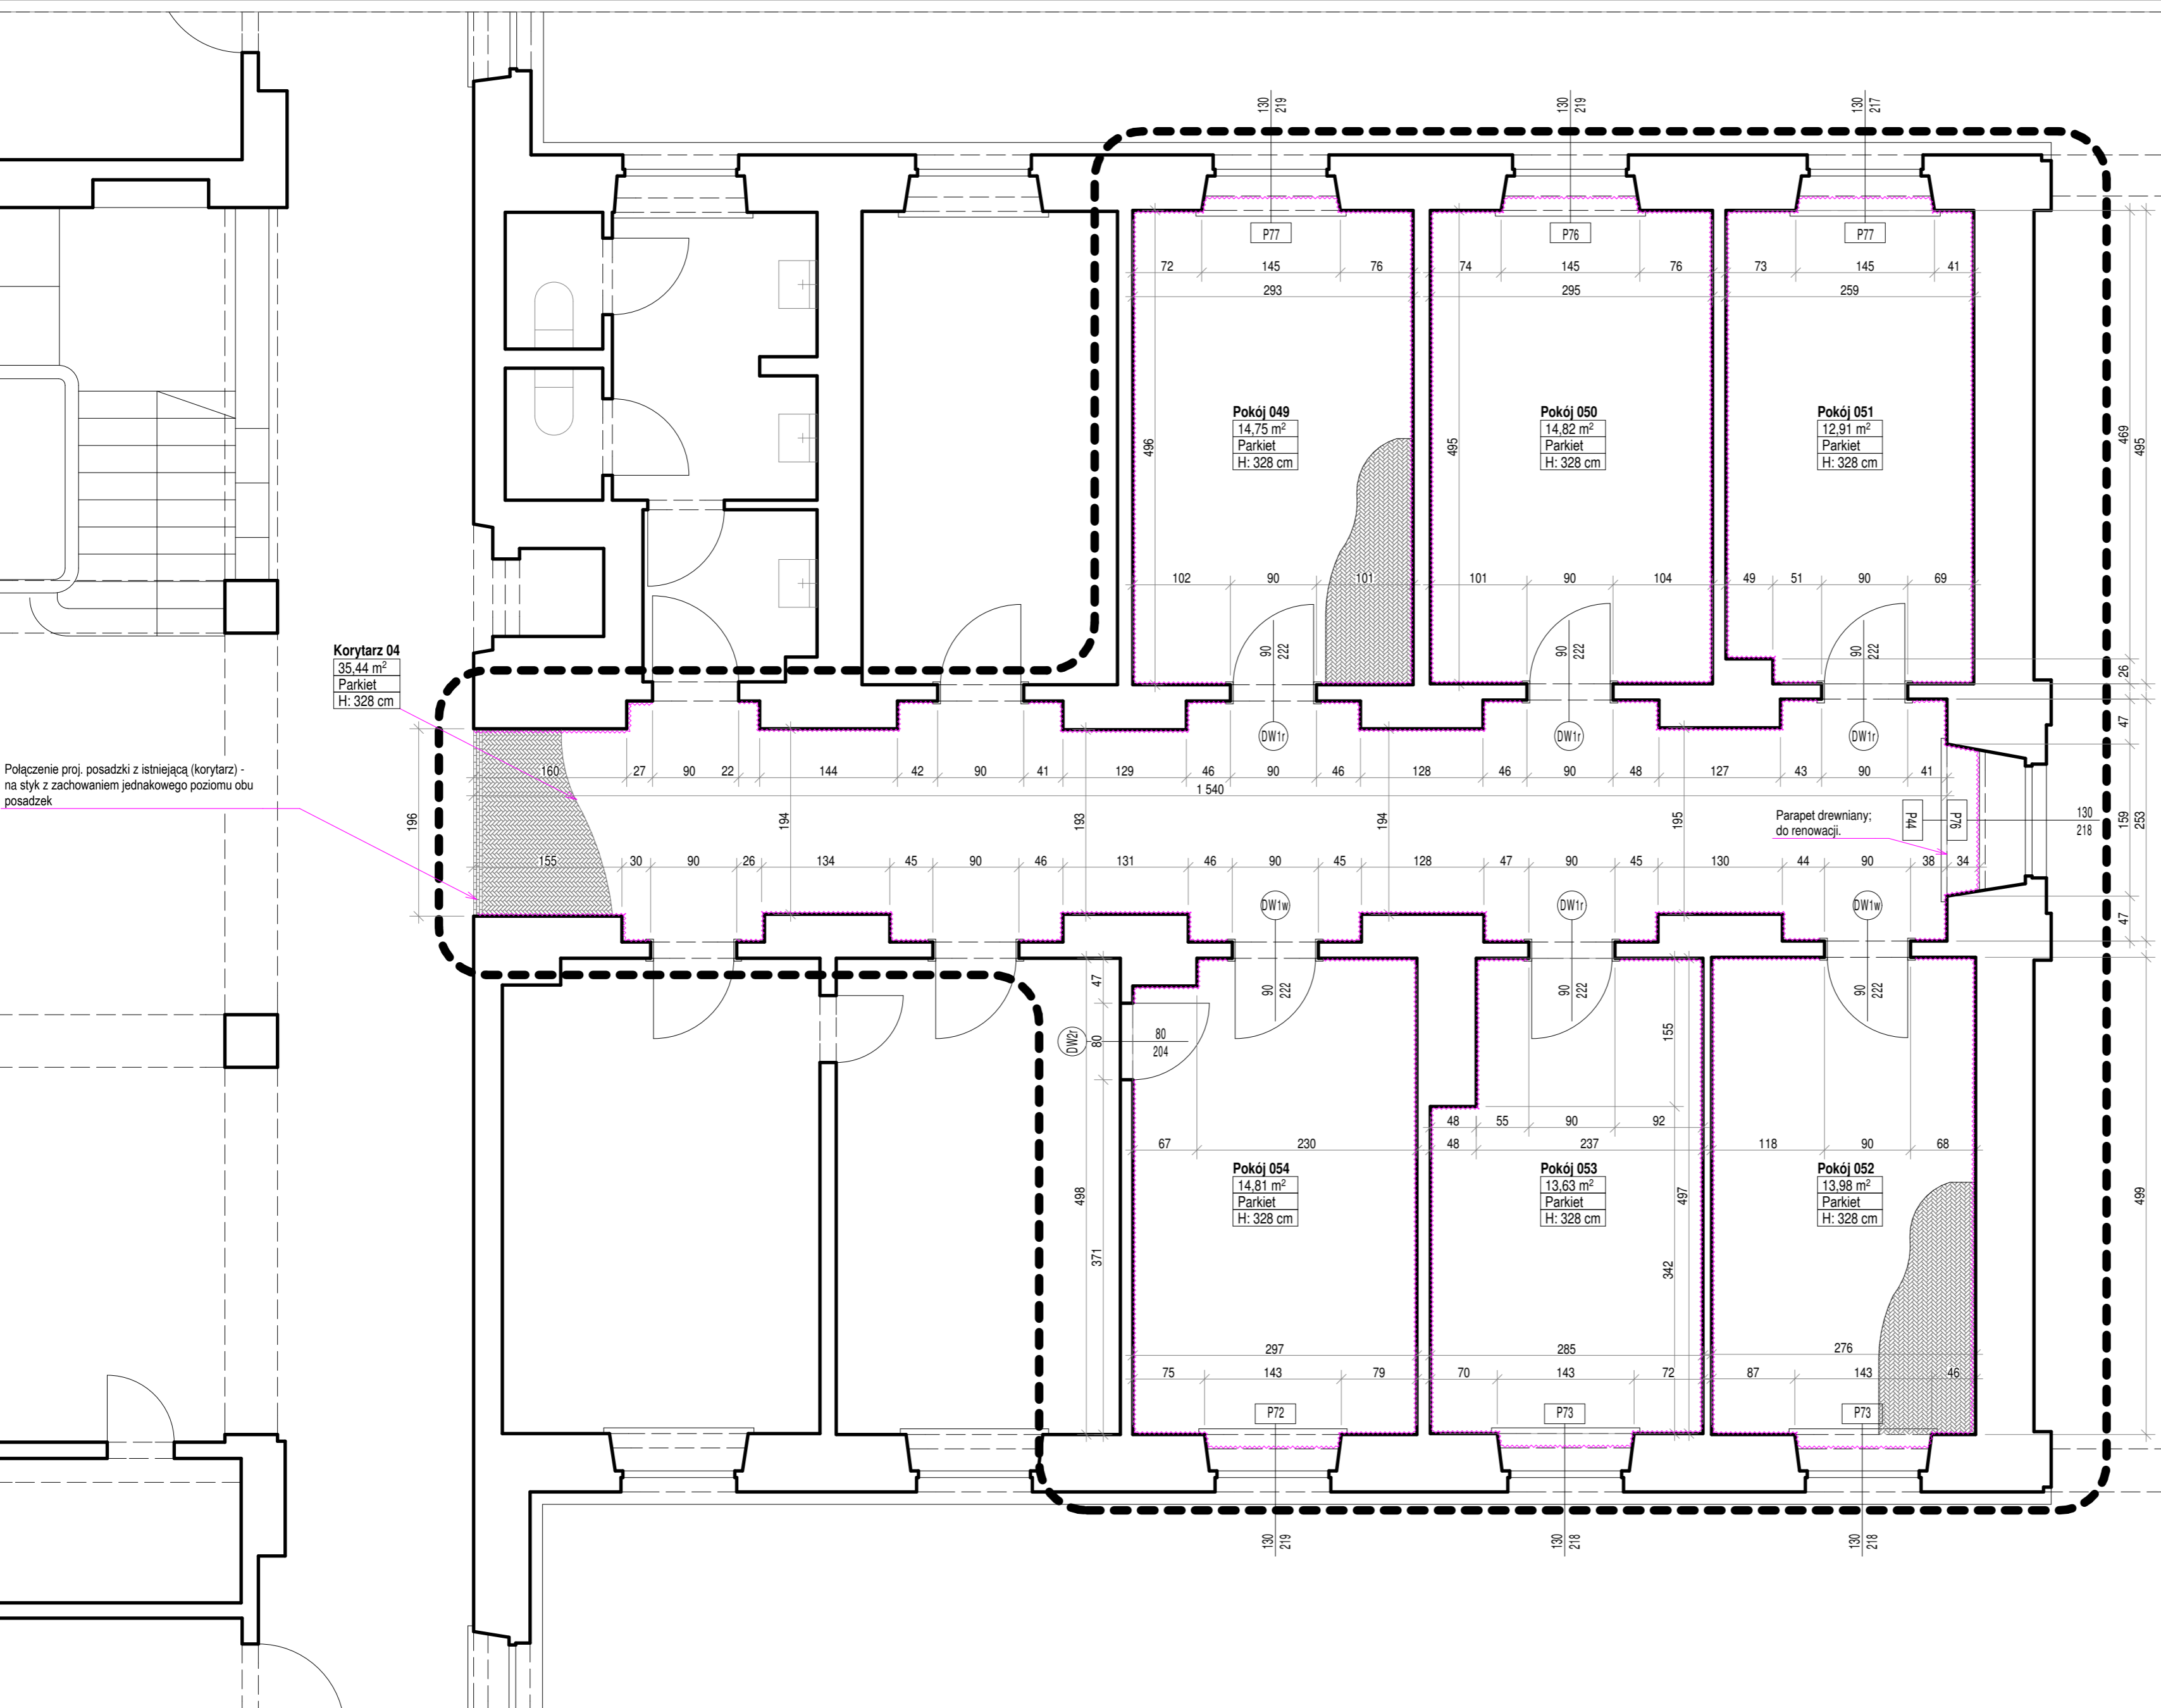 130
219
130
219
130
217
P77
P76
P77
72
145
76
74
145
76
73
145
41
293
295
259
496
495
469
495
Pokój 049
14,75 m²
Parkiet
H: 328 cm
Pokój 050
14,82 m²
Parkiet
H: 328 cm
Pokój 051
12,91 m²
Parkiet
H: 328 cm
102
90
101
101
90
104
49
51
90
69
90
222
90
222
90
222
26
47
DW1r
DW1r
DW1r
Korytarz 04
35,44 m²
Parkiet
H: 328 cm
Połączenie proj. posadzki z istniejącą (korytarz) -
na styk z zachowaniem jednakowego poziomu obu
posadzek
160
27
90
22
144
42
90
41
129
46
90
46
128
46
90
48
127
43
90
41
1 540
196
194
193
194
195
Parapet drewniany;
do renowacji.
P44
P76
130
218
159
253
155
30
90
26
134
45
90
46
131
46
90
45
128
47
90
45
130
44
90
38
34
47
DW1w
DW1r
DW1w
90
222
90
222
90
222
47
80
DW2r
80
204
155
48
55
90
92
67
230
48
237
118
90
68
Pokój 054
14,81 m²
Parkiet
H: 328 cm
Pokój 053
13,63 m²
Parkiet
H: 328 cm
Pokój 052
13,98 m²
Parkiet
H: 328 cm
498
371
497
342
499
297
285
276
75
143
79
70
143
72
87
143
46
P72
P73
P73
130
219
130
218
130
218